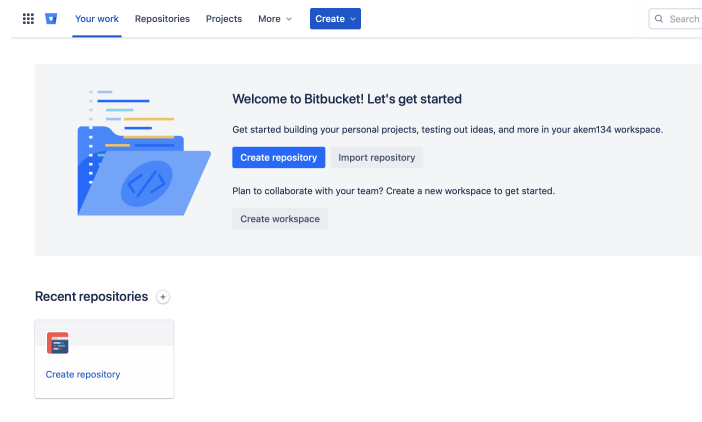 Your work
Repositories
Projects
More
Create
Search
Welcome to Bitbucket! Let's get started
Get started building your personal projects, testing out ideas, and more in your akem134 workspace.
Create repository
Import repository
Plan to collaborate with your team? Create a new workspace to get started.
Create workspace
Recent repositories
Create repository